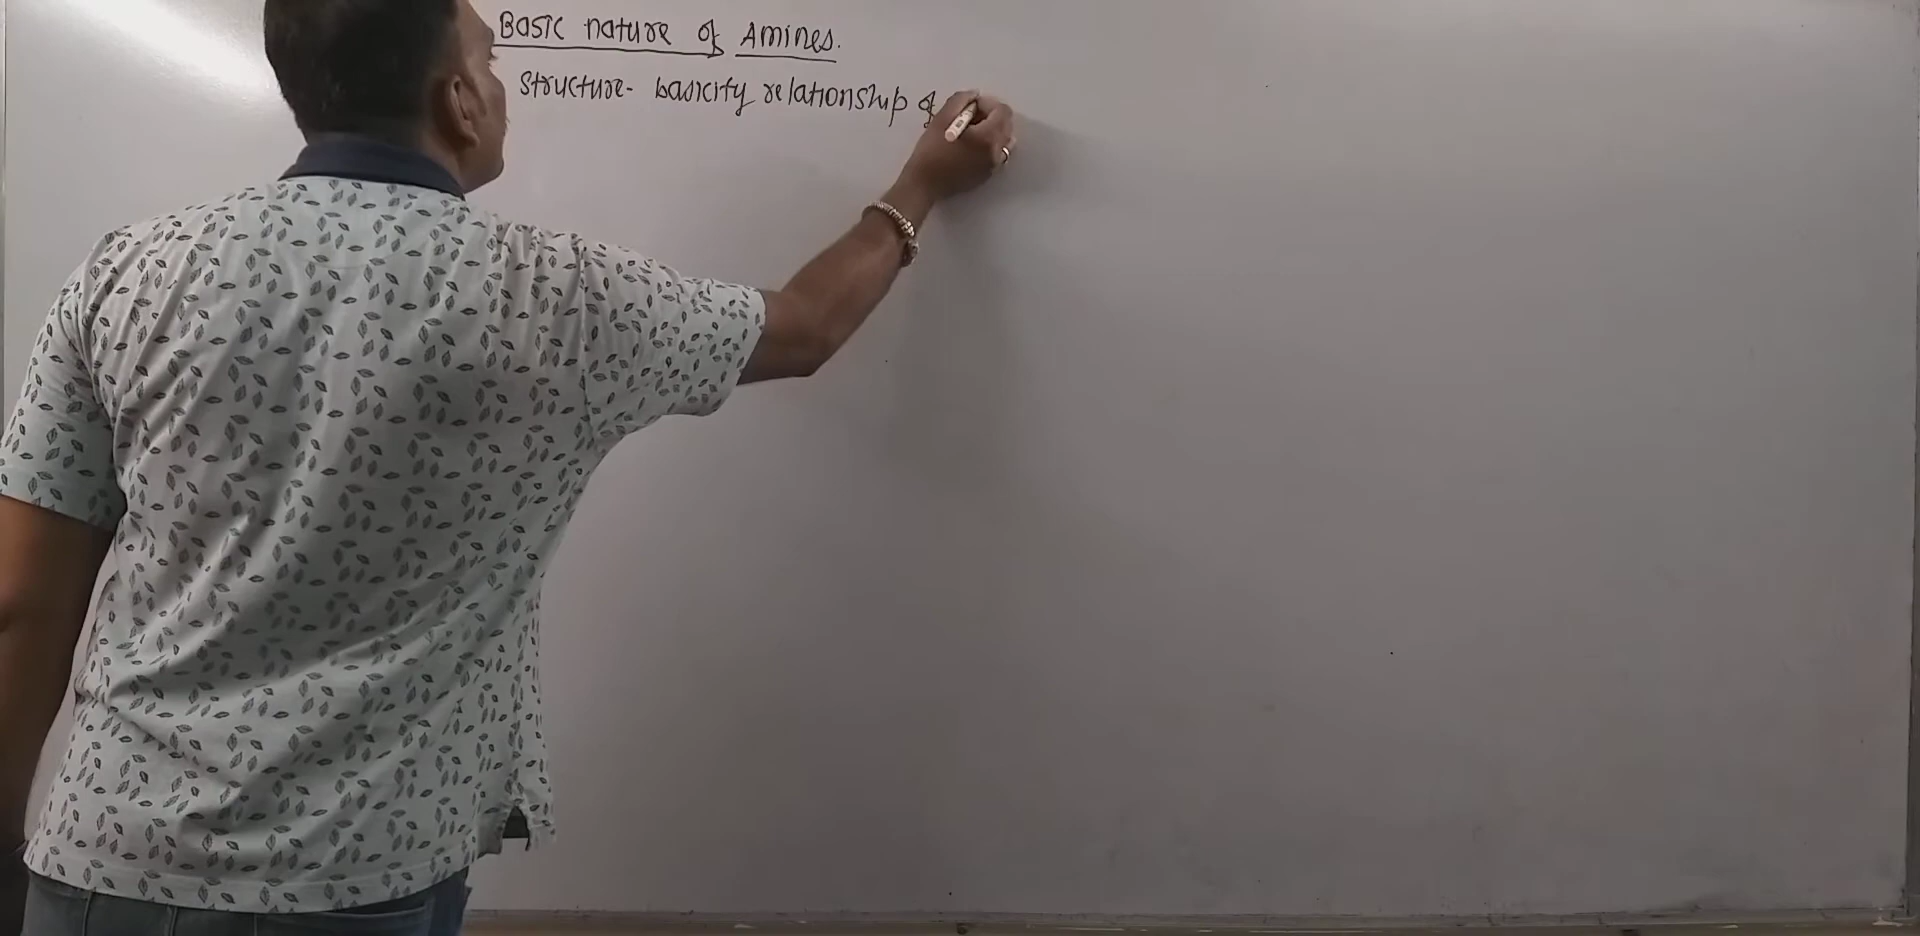 Basic nature of Amines.
Structure- basicity relationship of